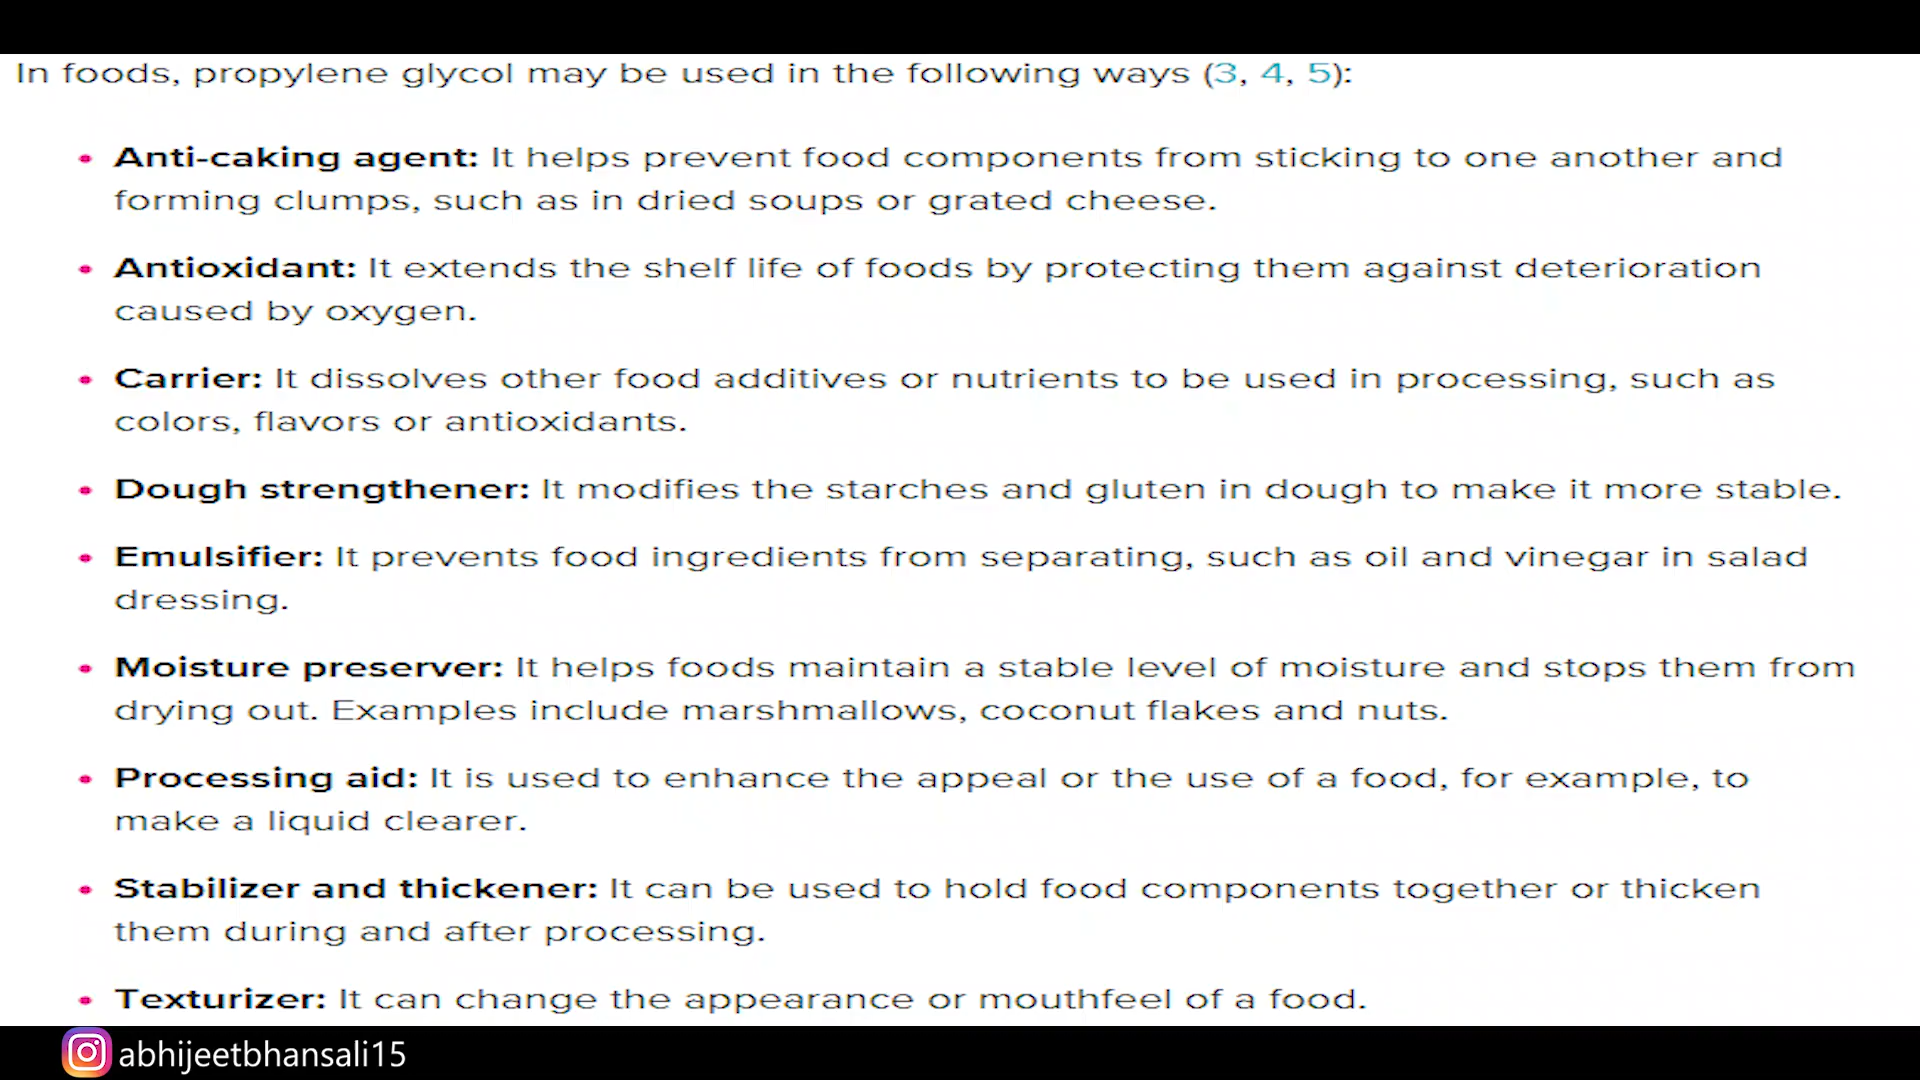 In foods, propylene glycol may be used in the following ways (3, 4, 5):
• Anti-caking agent: It helps prevent food components from sticking to one another and
forming clumps, such as in dried soups or grated cheese.
• Antioxidant: It extends the shelf life of foods by protecting them against deterioration
caused by oxygen.
• Carrier: It dissolves other food additives or nutrients to be used in processing, such as
colors, flavors or antioxidants.
• Dough strengthener: It modifies the starches and gluten in dough to make it more stable.
• Emulsifier: It prevents food ingredients from separating, such as oil and vinegar in salad
dressing.
• Moisture preserver: It helps foods maintain a stable level of moisture and stops them from
drying out. Examples include marshmallows, coconut flakes and nuts.
• Processing aid: It is used to enhance the appeal or the use of a food, for example, to
make a liquid clearer.
• Stabilizer and thickener: It can be used to hold food components together or thicken
them during and after processing.
• Texturizer: It can change the appearance or mouthfeel of a food.
abhijeetbhansali15